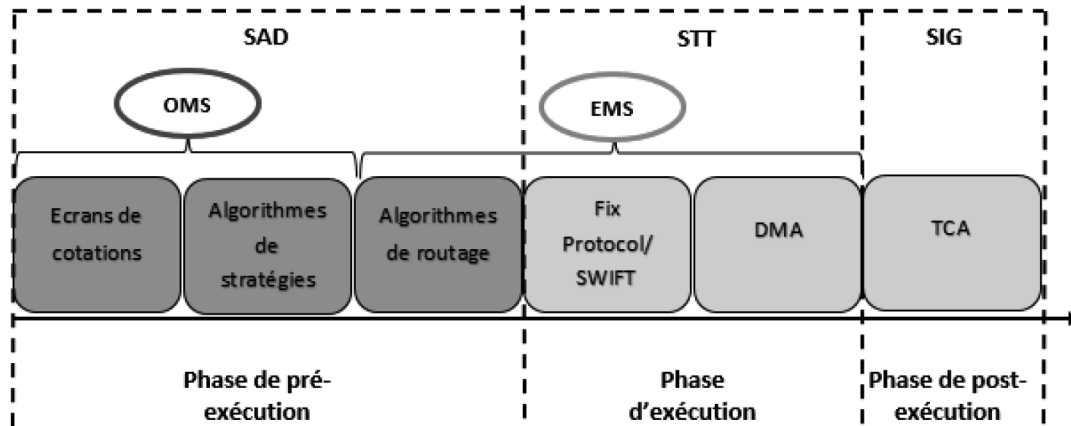 SAD
STT
SIG
OMS
EMS
Ecrans de
cotations
Algorithmes
de
stratégies
Algorithmes
de routage
Fix
Protocol/
SWIFT
DMA
TCA
Phase de pré-
exécution
Phase
d'exécution
Phase de post-
exécution